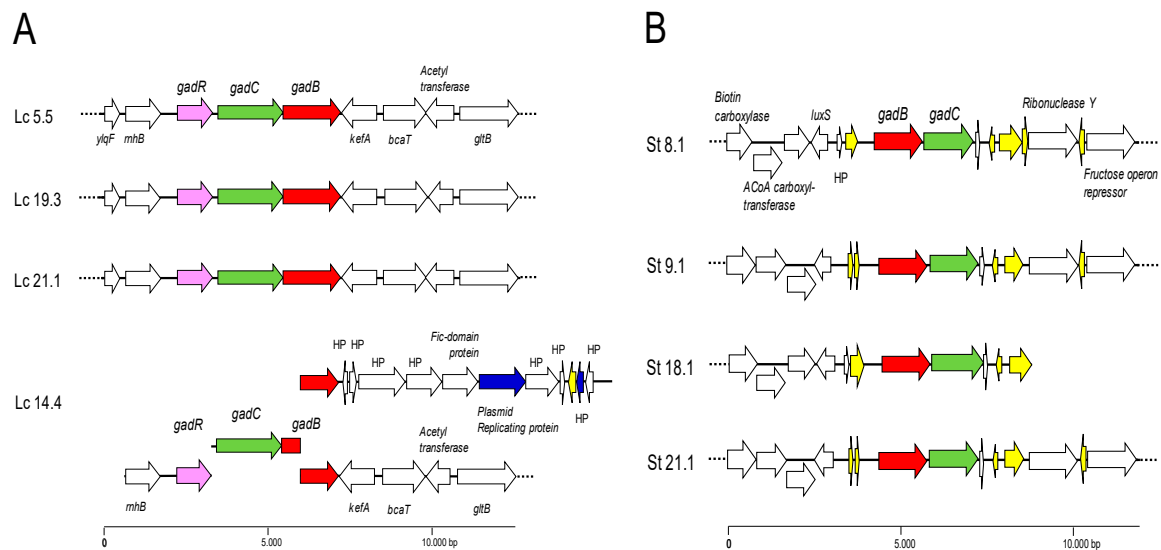 A
gadR
gadC
gadB
Acetyl
transferase
Lc 5.5
ylqF
rnhB
kefA
bcaT
gltB
Lc 19.3
Lc 21.1
HP
HP
HP
HP
Fic-domain
protein
HP
HP
HP
Plasmid
Replicating protein
HP
Lc 14.4
gadR
gadC
gadB
Acetyl
transferase
rnhB
kefA
bcaT
gltB
0
5.000
10.000 bp
B
Biotin
carboxylase
luxS
gadB
gadC
Ribonuclease Y
St 8.1
HP
ACoA carboxyl-
transferase
Fructose operon
repressor
St 9.1
St 18.1
St 21.1
0
5.000
10.000 bp